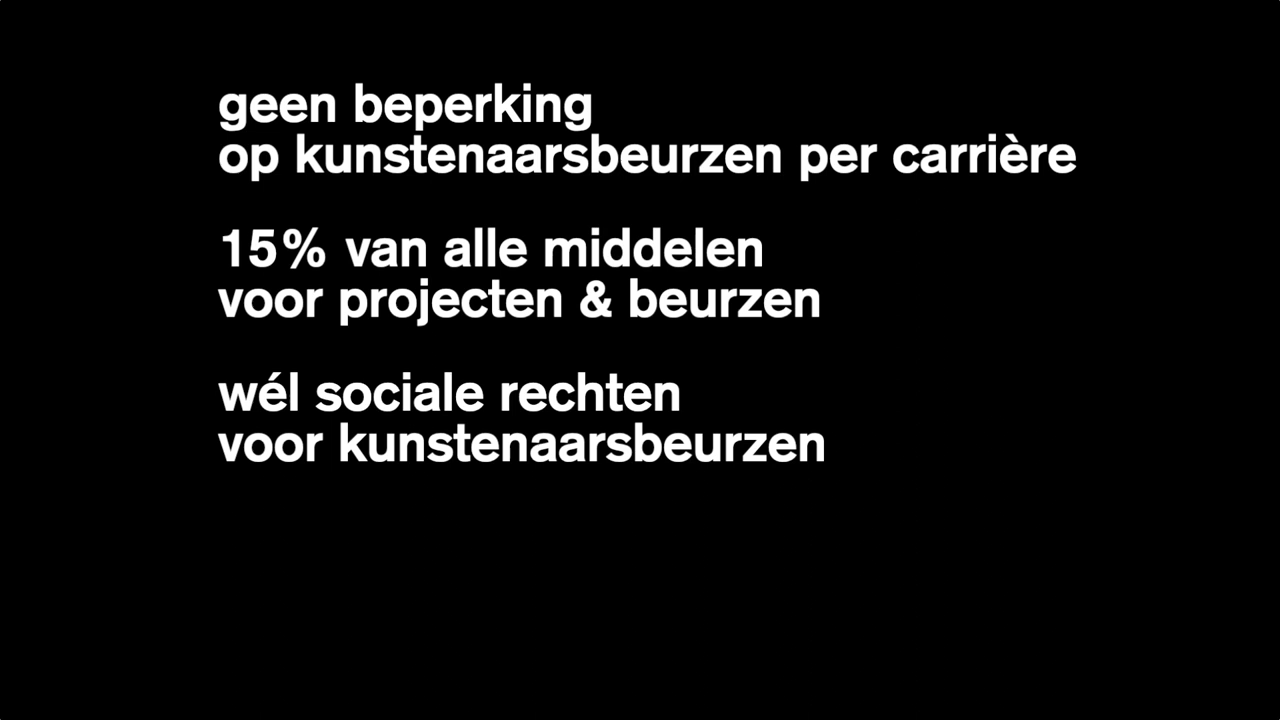 geen beperking
op kunstenaarsbeurzen per carrière
15% van alle middelen
voor projecten & beurzen
wél sociale rechten
voor kunstenaarsbeurzen